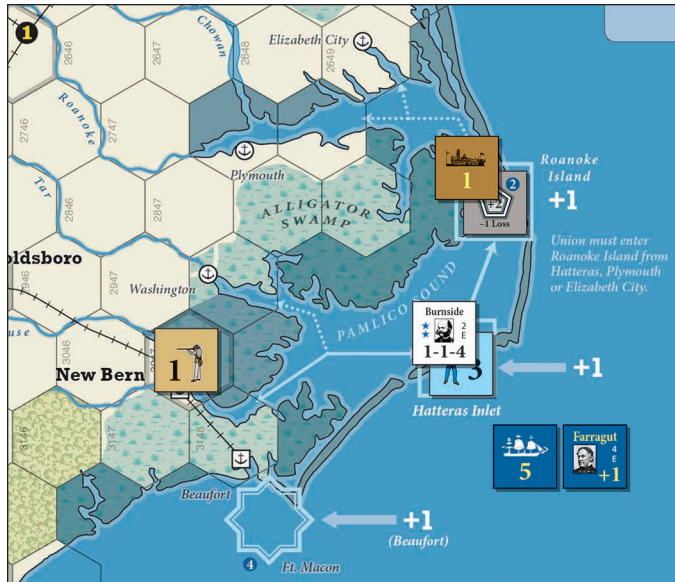 1
2646
2647
2648
2649
Chowan
Elizabeth City
Roanoke
2746
2747
Plymouth
1
2
+2
-1 Loss
Roanoke
Island
+1
Tar
2846
2847
ALLIGATOR
SWAMP
Union must enter
Roanoke Island from
Hatteras, Plymouth
or Elizabeth City.
oldsboro
2946
2947
Washington
PAMLICO SOUND
Burnside
2
E
1-1-4
3
+1
Hatteras Inlet
use
3046
New Bern
1
3146
3147
3148
5
Farragut
4
E
+1
Beaufort
+1
(Beaufort)
4
Ft. Macon